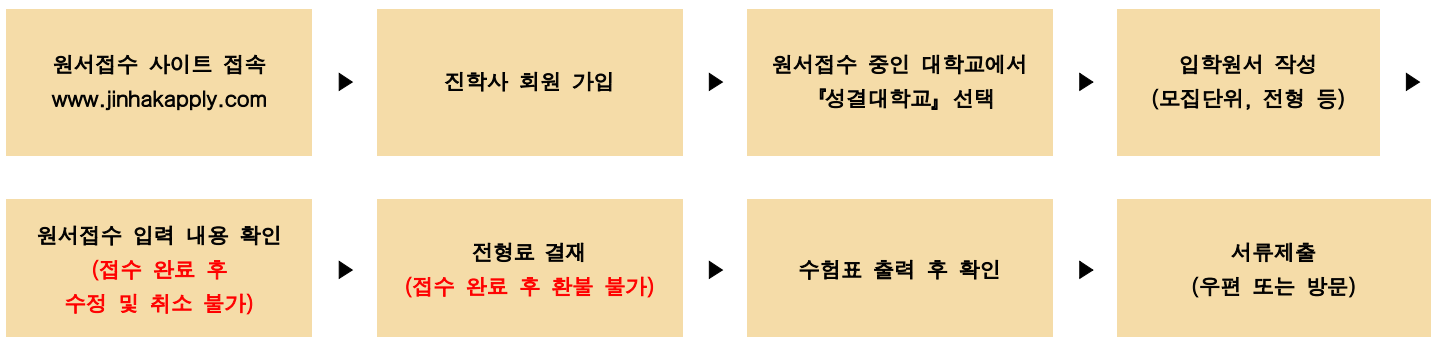 원서접수 사이트 접속
www.jinhakapply.com
진학사 회원 가입
원서접수 중인 대학교에서
『성결대학교』 선택
입학원서 작성
(모집단위, 전형 등)
원서접수 입력 내용 확인
(접수 완료 후
수정 및 취소 불가)
전형료 결재
(접수 완료 후 환불 불가)
수험표 출력 후 확인
서류제출
(우편 또는 방문)